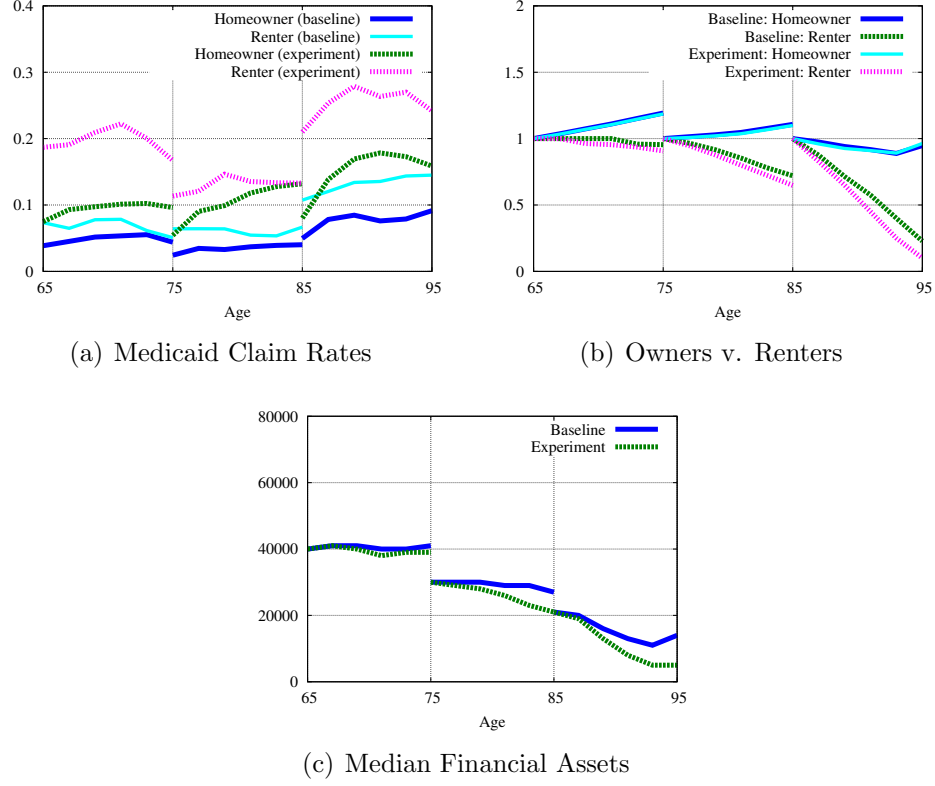 0.4
0.3
0.2
0.1
0
65
75
85
95
Age
Homeowner (baseline)
Renter (baseline)
Homeowner (experiment)
Renter (experiment)
(a) Medicaid Claim Rates
2
1.5
1
0.5
0
65
75
85
95
Age
Baseline: Homeowner
Baseline: Renter
Experiment: Homeowner
Experiment: Renter
(b) Owners v. Renters
80000
60000
40000
20000
0
65
75
85
95
Age
Baseline
Experiment
(c) Median Financial Assets